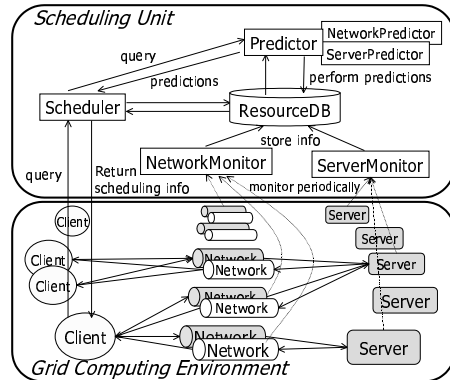 Scheduling Unit
NetworkPredictor
Predictor
ServerPredictor
query
predictions
perform predictions
Scheduler
ResourceDB
store info
NetworkMonitor
ServerMonitor
query
Return
scheduling info
monitor periodically
Client
Server
Server
Client
Network
Server
Network
Client
Network
Server
Network
Client
Network
Network
Server
Grid Computing Environment